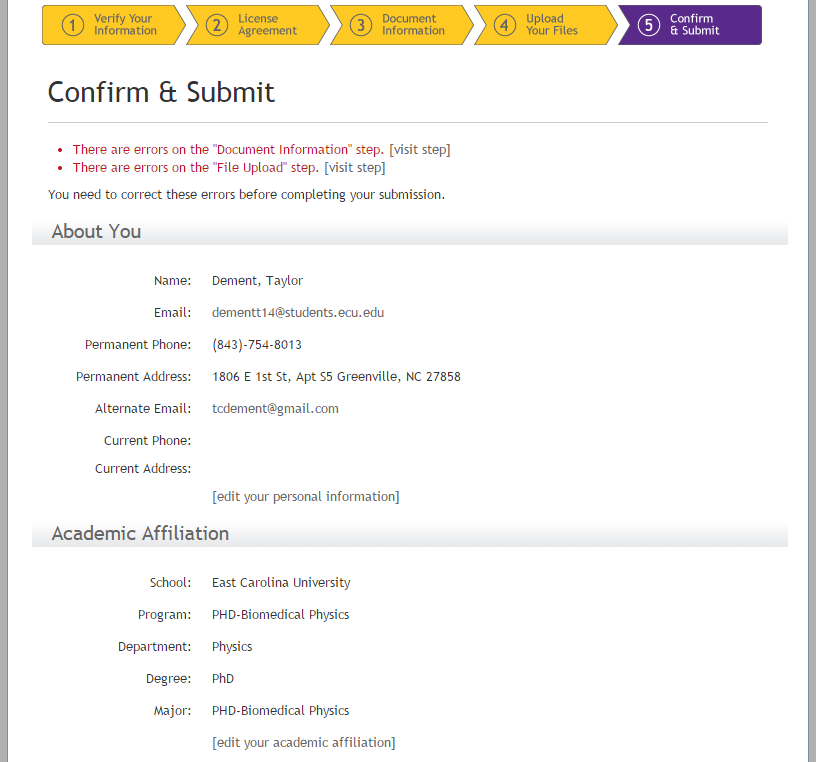 1 Verify Your
Information
2 License
Agreement
3 Document
Information
4 Upload
Your Files
5 Confirm
& Submit
Confirm & Submit
• There are errors on the "Document Information" step. [visit step]
• There are errors on the "File Upload" step. [visit step]
You need to correct these errors before completing your submission.
About You
Name: Dement, Taylor
Email: dementt14@students.ecu.edu
Permanent Phone: (843)-754-8013
Permanent Address: 1806 E 1st St, Apt S5 Greenville, NC 27858
Alternate Email: tcdement@gmail.com
Current Phone:
Current Address:
[edit your personal information]
Academic Affiliation
School: East Carolina University
Program: PHD-Biomedical Physics
Department: Physics
Degree: PhD
Major: PHD-Biomedical Physics
[edit your academic affiliation]